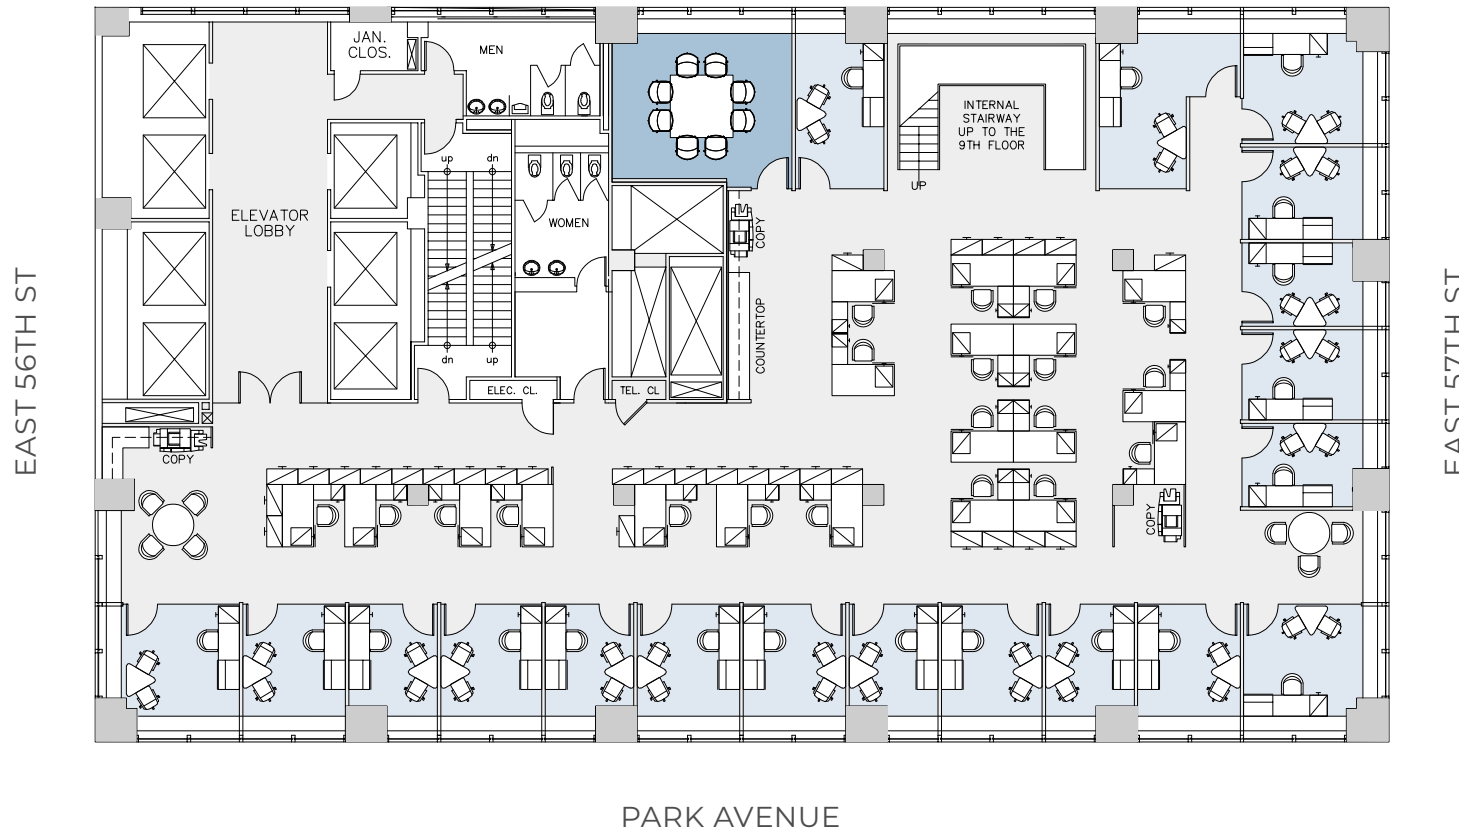 JAN.
CLOS.
MEN
INTERNAL
STAIRWAY
UP TO THE
9TH FLOOR
up
dn
UP
ELEVATOR
LOBBY
WOMEN
COPY
EAST 56TH ST
EAST 57TH ST
COUNTERTOP
dn
up
ELEC. CL.
TEL. CL
COPY
COPY
PARK AVENUE